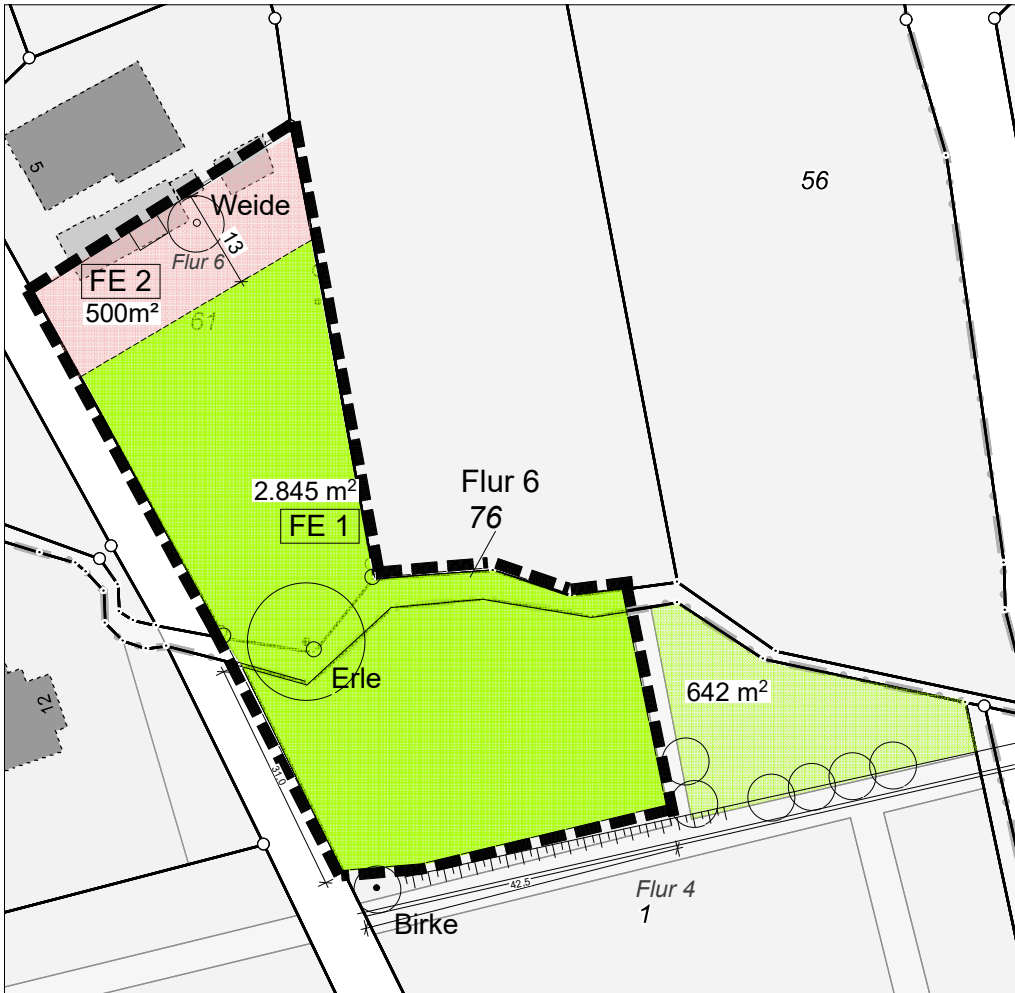 5
56
Weide
13
Flur 6
FE 2
500m²
61
2.845 m²
FE 1
Flur 6
76
Erle
642 m²
12
31,0
42,5
Flur 4
1
Birke